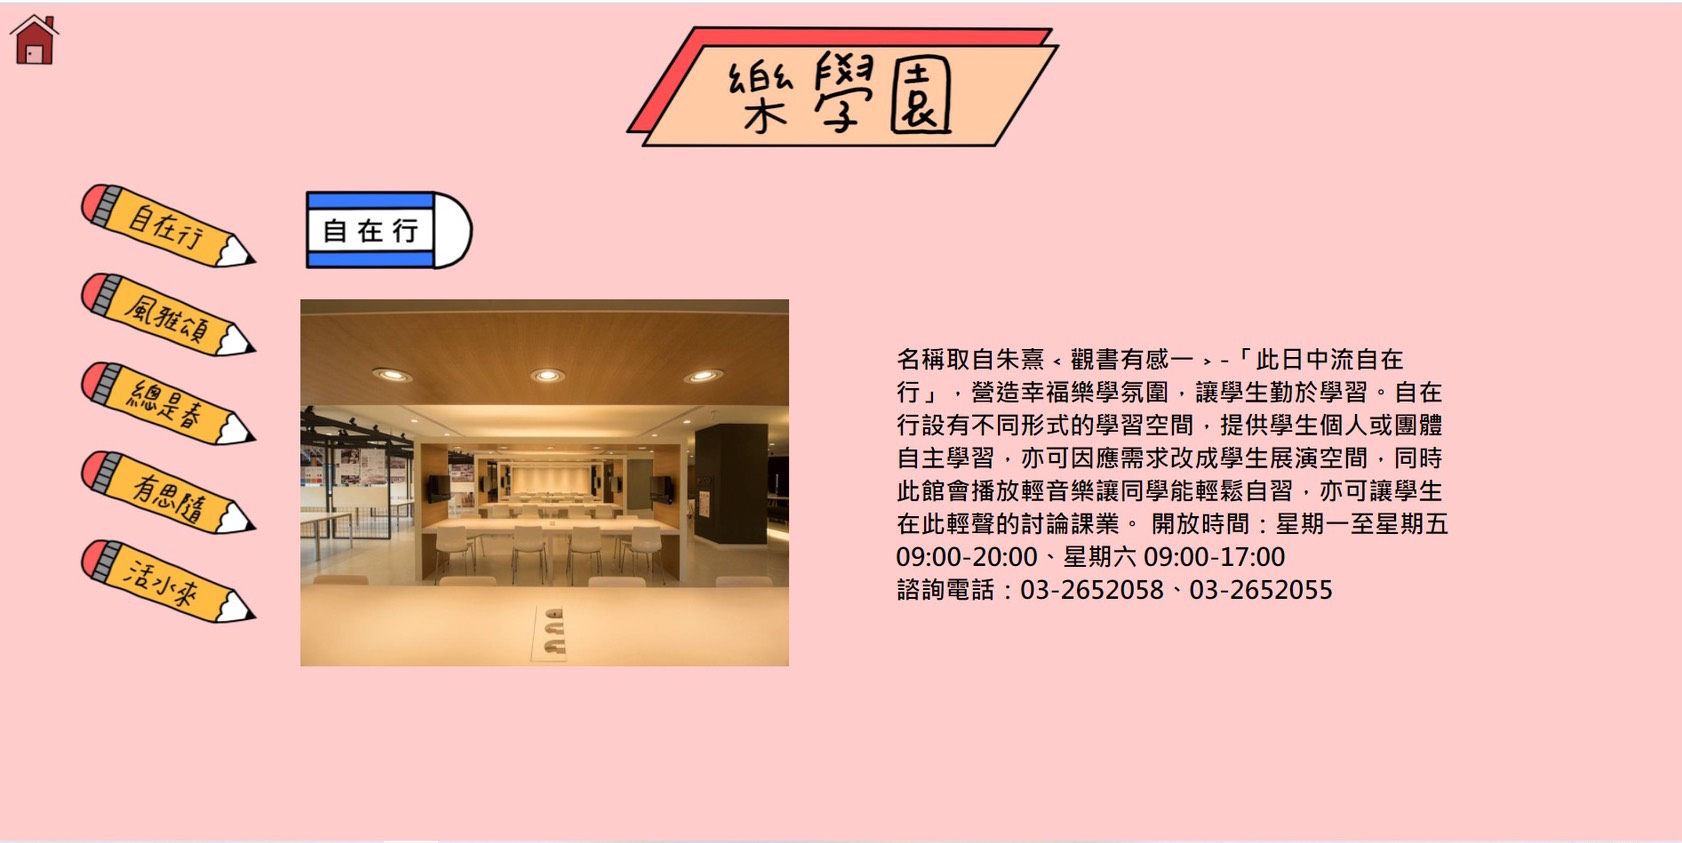 樂學園
自在行
風雅頌
總是春
有思隨
活水來
自在行
名稱取自朱熹﹤觀書有感一﹥-「此日中流自在
行」，營造幸福樂學氛圍，讓學生勤於學習。自在
行設有不同形式的學習空間，提供學生個人或團體
自主學習，亦可因應需求改成學生展演空間，同時
此館會播放輕音樂讓同學能輕鬆自習，亦可讓學生
在此輕聲的討論課業。 開放時間：星期一至星期五
09:00-20:00、星期六 09:00-17:00
諮詢電話：03-2652058、03-2652055